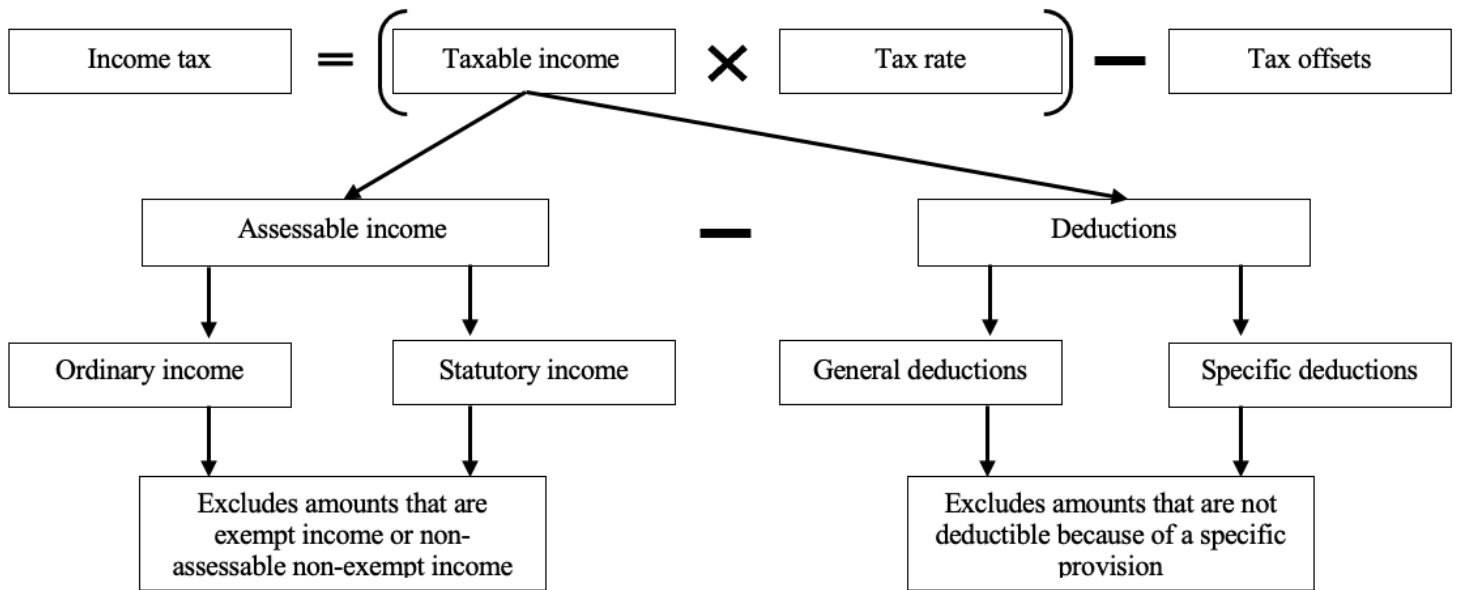 Income tax = ( Taxable income × Tax rate ) − Tax offsets
Assessable income − Deductions
Ordinary income
Statutory income
General deductions
Specific deductions
Excludes amounts that are
exempt income or non-
assessable non-exempt income
Excludes amounts that are not
deductible because of a specific
provision